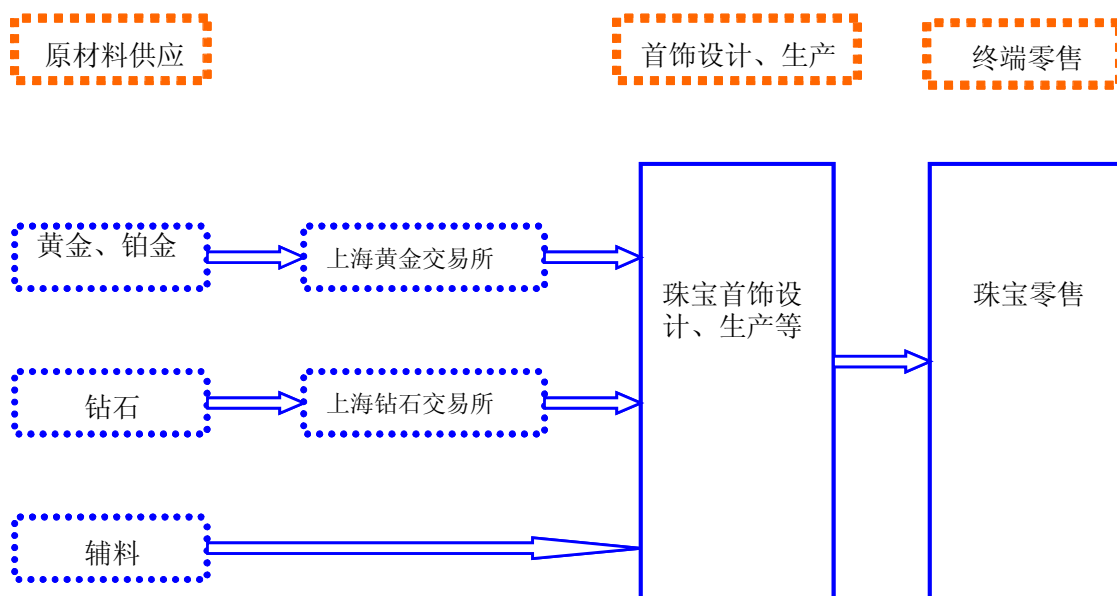 原材料供应
首饰设计、生产
终端零售
黄金、铂金
上海黄金交易所
珠宝首饰设
计、生产等
珠宝零售
钻石
上海钻石交易所
辅料